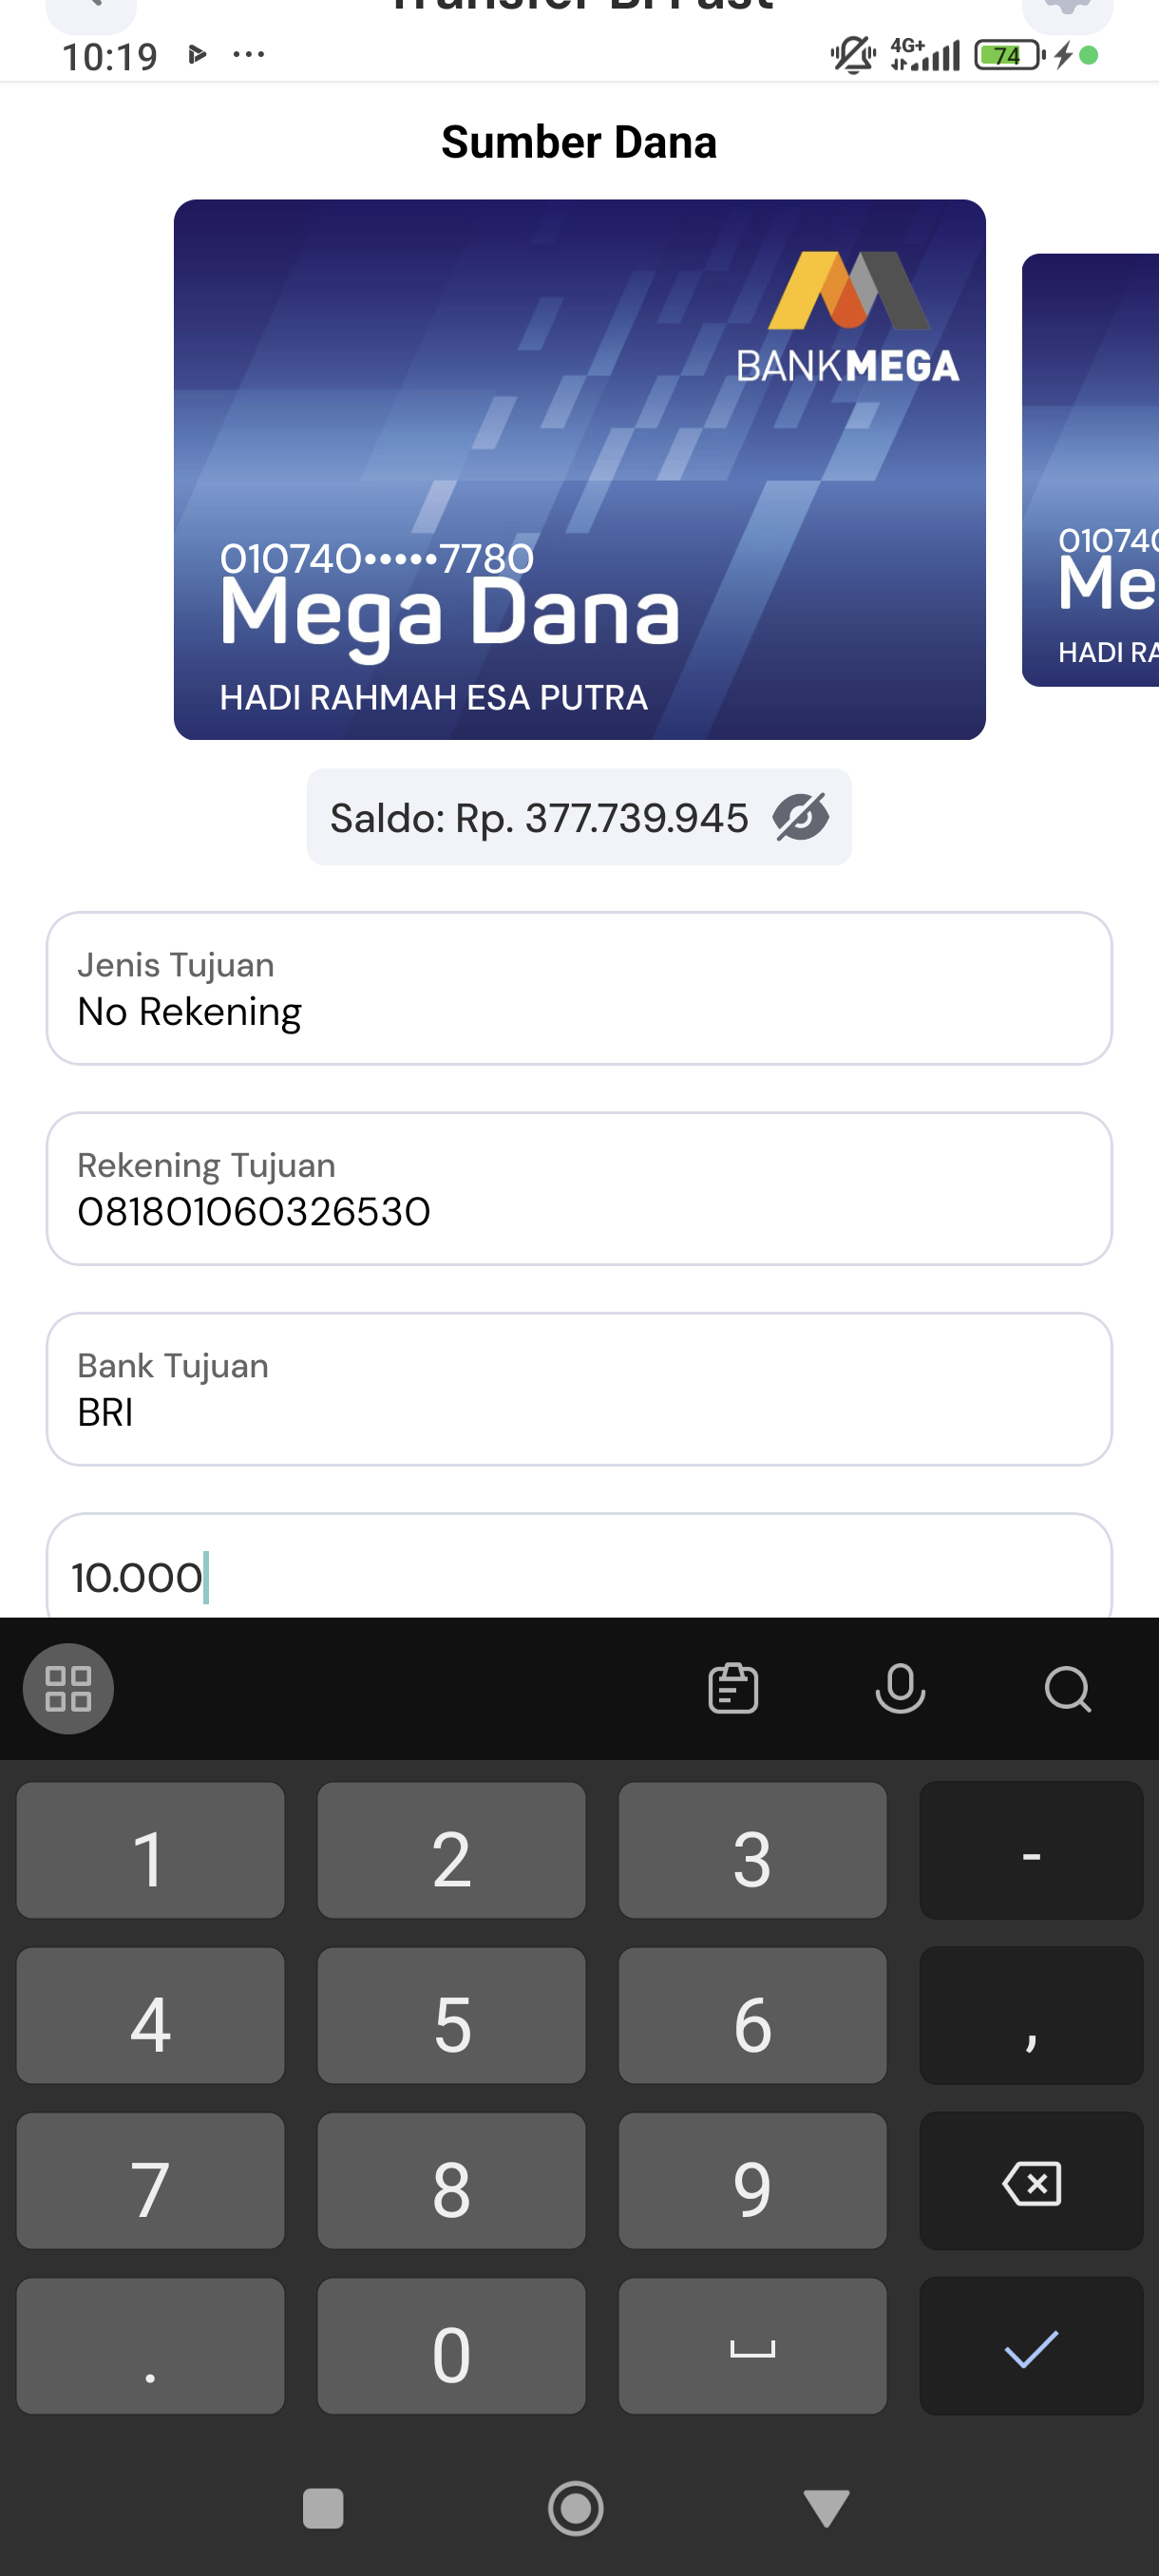 Transfer BI Fast
10:19
4G+
74
Sumber Dana
BANKMEGA
010740•••••7780
Mega Dana
HADI RAHMAH ESA PUTRA
010740
Me
HADI RA
Saldo: Rp. 377.739.945
Jenis Tujuan
No Rekening
Rekening Tujuan
081801060326530
Bank Tujuan
BRI
10.000
1 2 3 -
4 5 6 ,
7 8 9
. 0